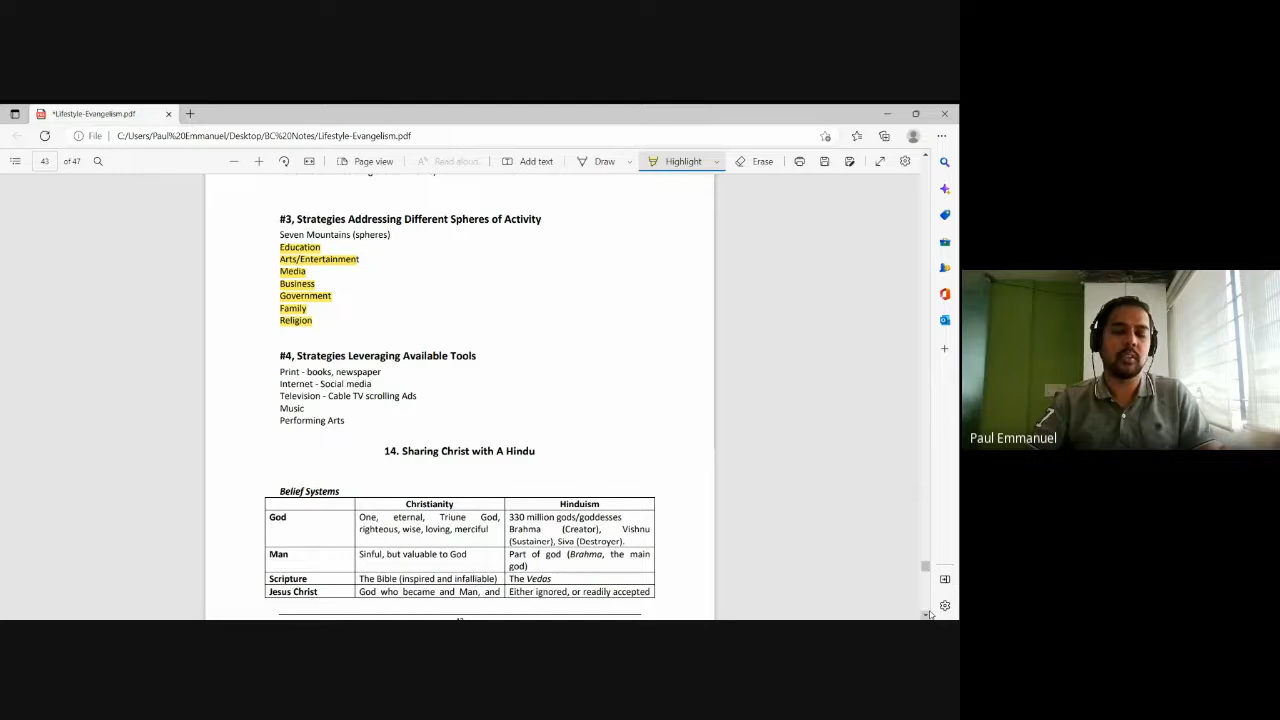 *Lifestyle-Evangelism.pdf
File C:/Users/Paul%20Emmanuel/Desktop/BC%20Notes/Lifestyle-Evangelism.pdf
43 of 47 Page view Read aloud Add text Draw Highlight Erase
#3, Strategies Addressing Different Spheres of Activity
Seven Mountains (spheres)
Education
Arts/Entertainment
Media
Business
Government
Family
Religion
#4, Strategies Leveraging Available Tools
Print - books, newspaper
Internet - Social media
Television - Cable TV scrolling Ads
Music
Performing Arts
14. Sharing Christ with A Hindu
Belief Systems
Christianity Hinduism
God One, eternal, Triune God, 330 million gods/goddesses
righteous, wise, loving, merciful Brahma (Creator), Vishnu
(Sustainer), Siva (Destroyer).
Man Sinful, but valuable to God Part of god (Brahma, the main
god)
Scripture The Bible (inspired and infalliable) The Vedas
Jesus Christ God who became and Man, and Either ignored, or readily accepted
Paul Emmanuel